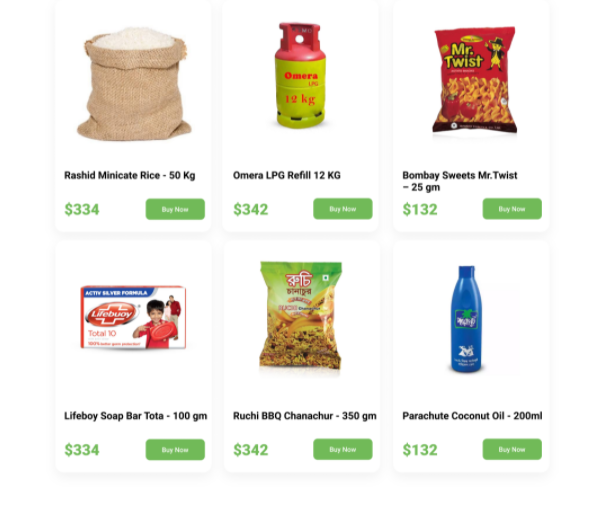 Omera
LPG
12 kg
Mr.
Twist
Rashid Minicate Rice - 50 Kg
Omera LPG Refill 12 KG
Bombay Sweets Mr.Twist
– 25 gm
$334
Buy Now
$342
Buy Now
$132
Buy Now
ACTIV SILVER FORMULA
Lifebuoy
Total 10
রুচি
চানাচুর
Lifeboy Soap Bar Tota - 100 gm
Ruchi BBQ Chanachur - 350 gm
Parachute Coconut Oil - 200ml
$334
Buy Now
$342
Buy Now
$132
Buy Now